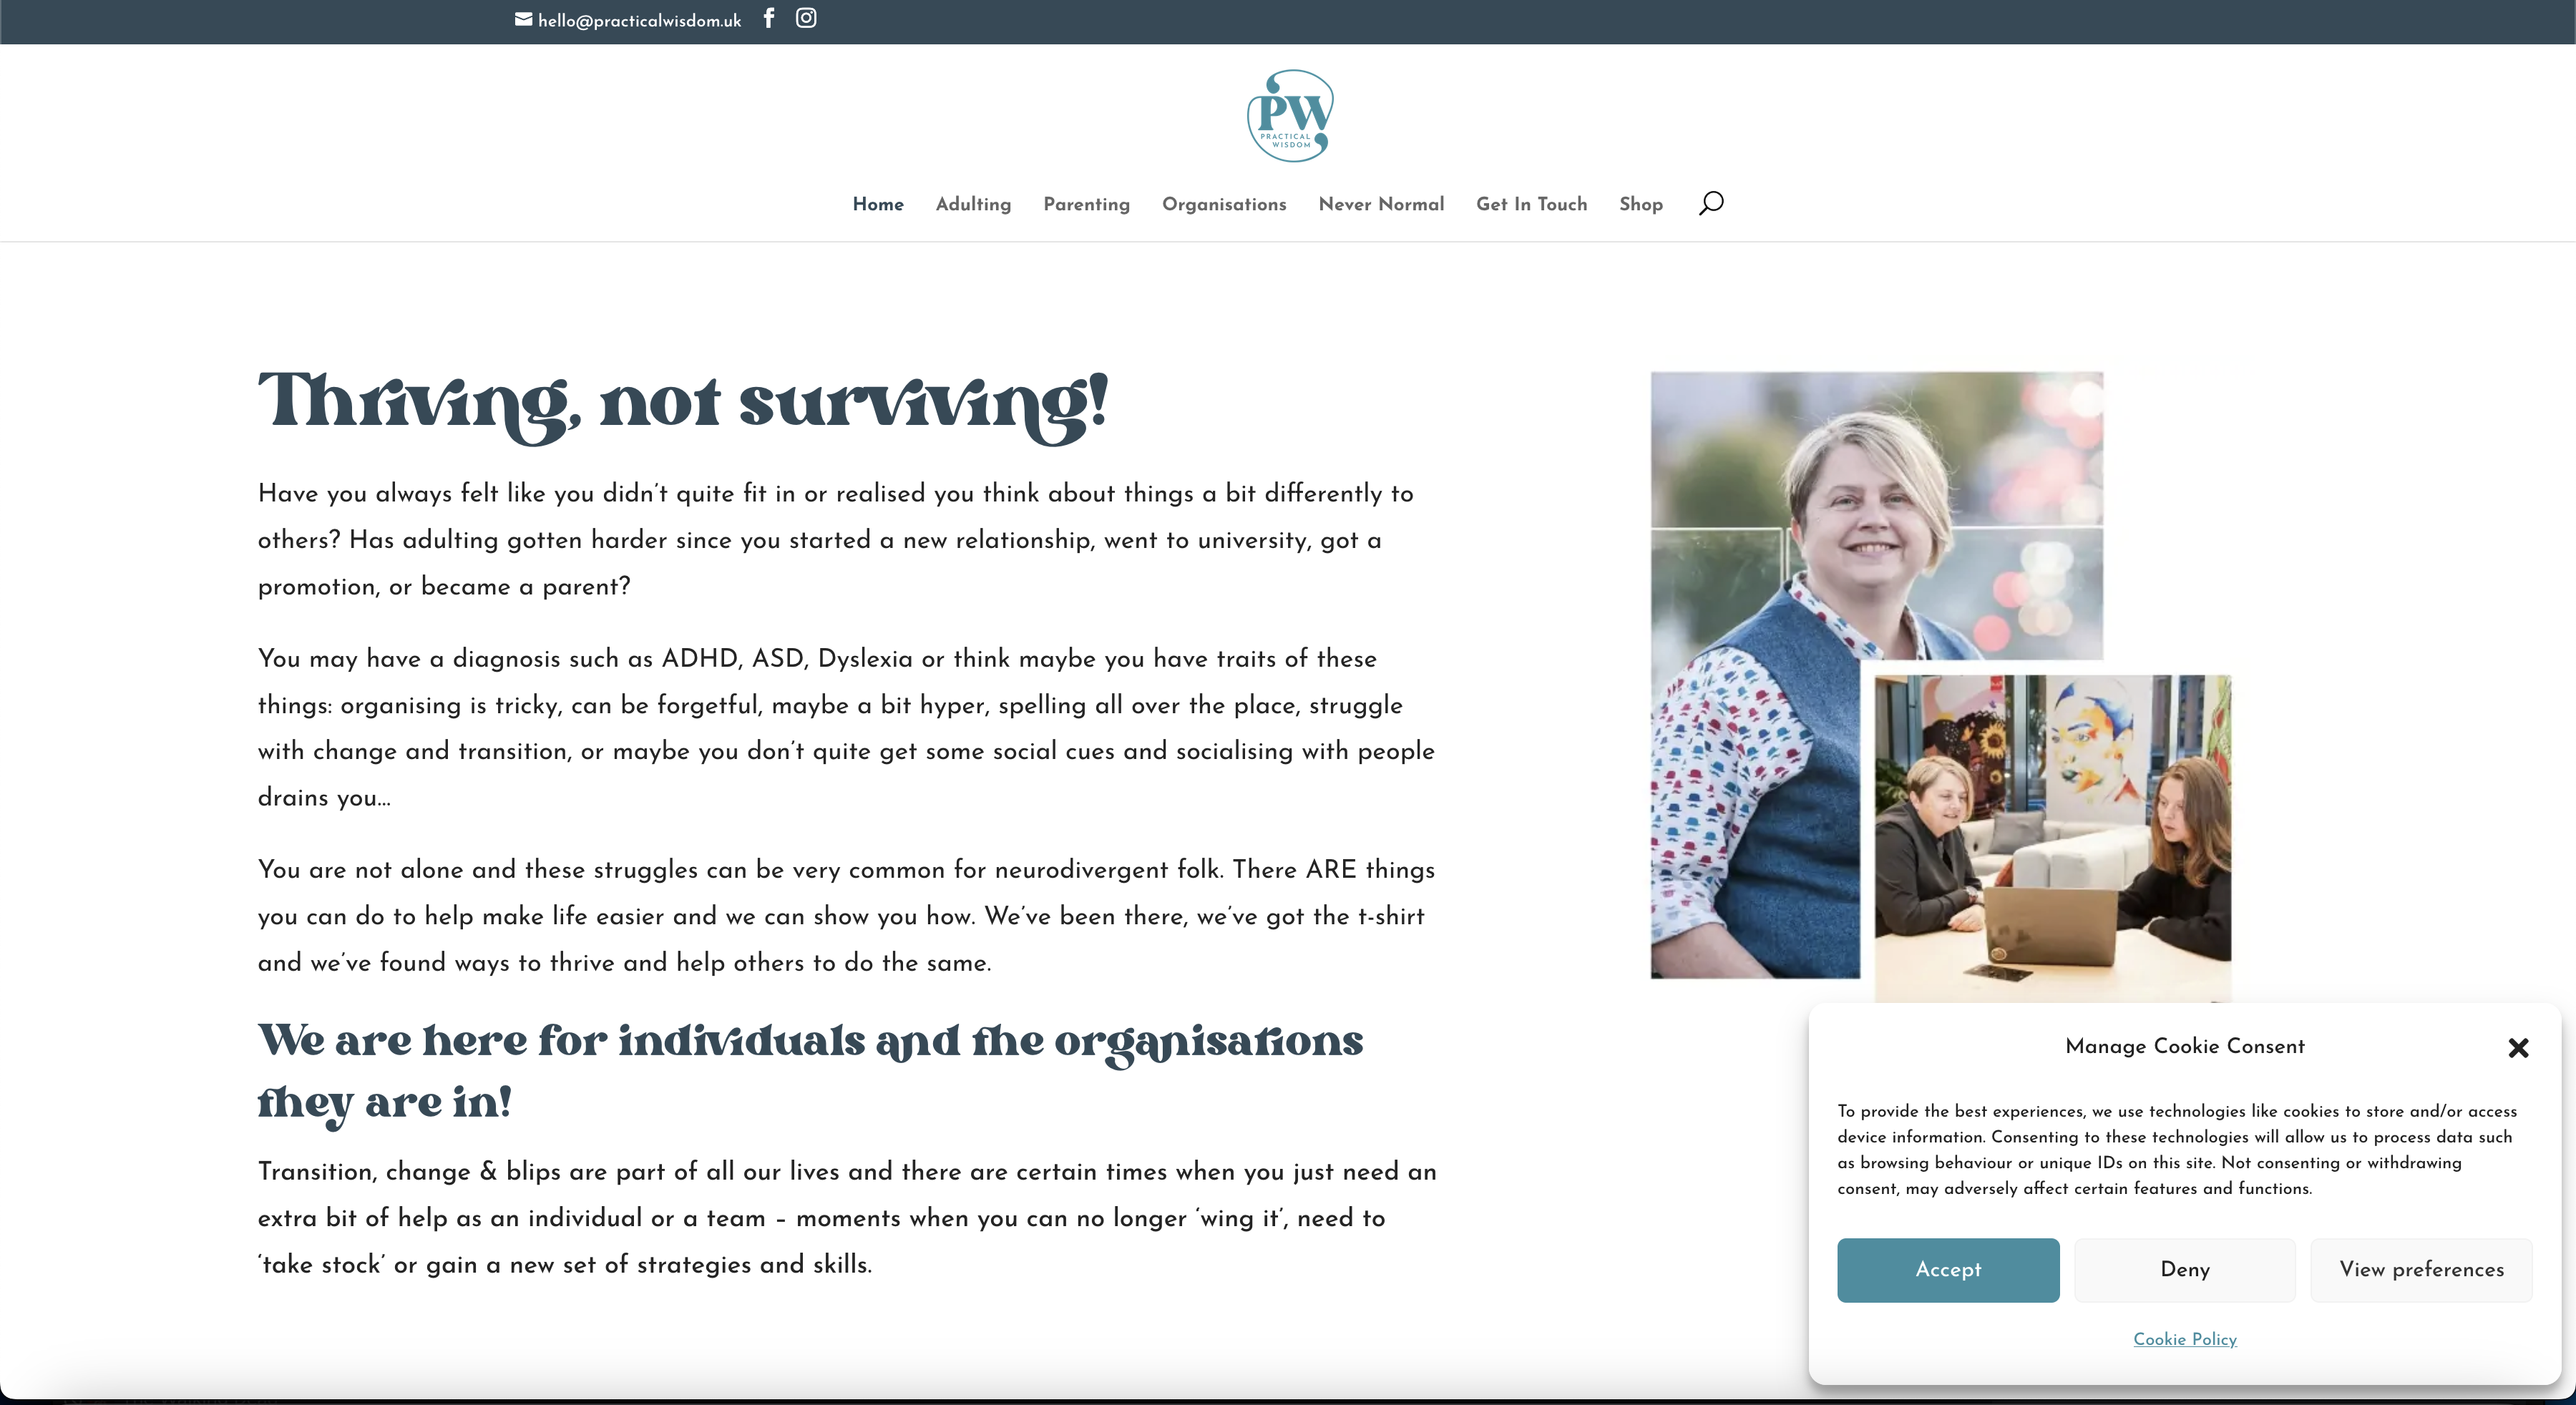 hello@practicalwisdom.uk
PW
PRACTICAL
WISDOM
Home Adulting Parenting Organisations Never Normal Get In Touch Shop
Thriving, not surviving!
Have you always felt like you didn’t quite fit in or realised you think about things a bit differently to
others? Has adulting gotten harder since you started a new relationship, went to university, got a
promotion, or became a parent?
You may have a diagnosis such as ADHD, ASD, Dyslexia or think maybe you have traits of these
things: organising is tricky, can be forgetful, maybe a bit hyper, spelling all over the place, struggle
with change and transition, or maybe you don’t quite get some social cues and socialising with people
drains you…
You are not alone and these struggles can be very common for neurodivergent folk. There ARE things
you can do to help make life easier and we can show you how. We’ve been there, we’ve got the t-shirt
and we’ve found ways to thrive and help others to do the same.
We are here for individuals and the organisations
they are in!
Transition, change & blips are part of all our lives and there are certain times when you just need an
extra bit of help as an individual or a team – moments when you can no longer ‘wing it’, need to
‘take stock’ or gain a new set of strategies and skills.
Manage Cookie Consent
To provide the best experiences, we use technologies like cookies to store and/or access
device information. Consenting to these technologies will allow us to process data such
as browsing behaviour or unique IDs on this site. Not consenting or withdrawing
consent, may adversely affect certain features and functions.
Accept Deny View preferences
Cookie Policy